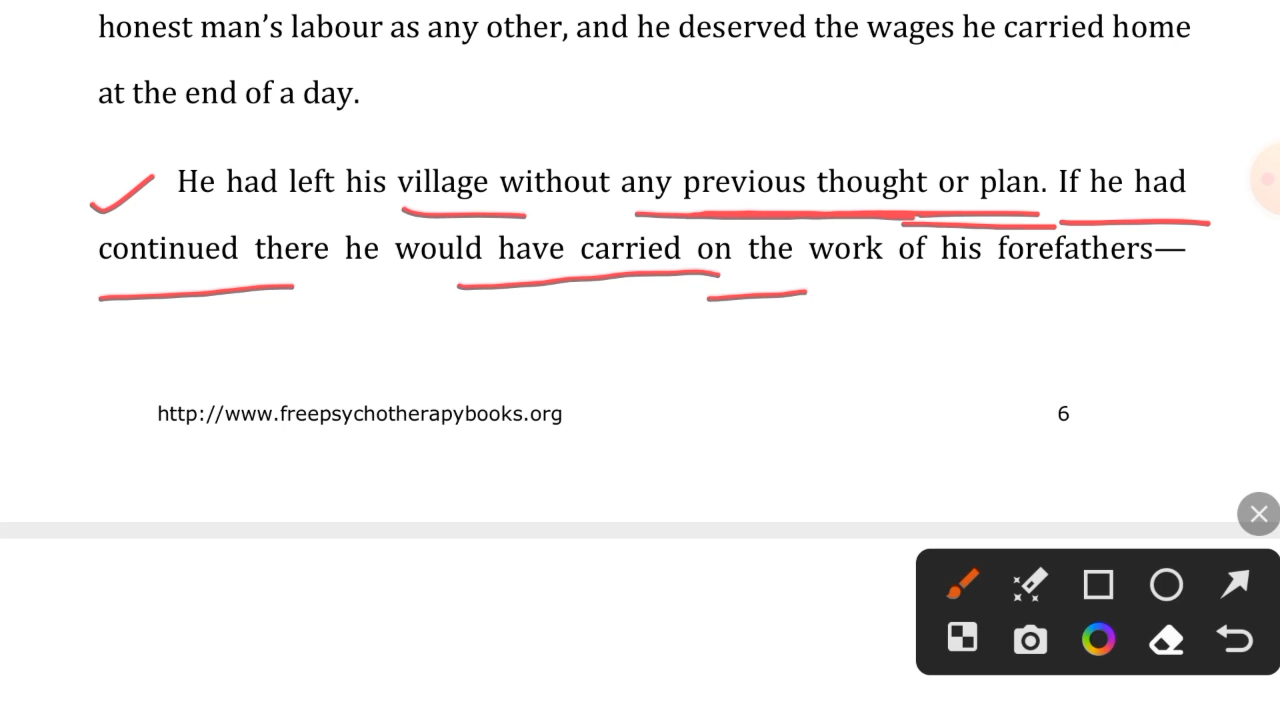 honest man’s labour as any other, and he deserved the wages he carried home
at the end of a day.
He had left his village without any previous thought or plan. If he had
continued there he would have carried on the work of his forefathers—
http://www.freepsychotherapybooks.org 6